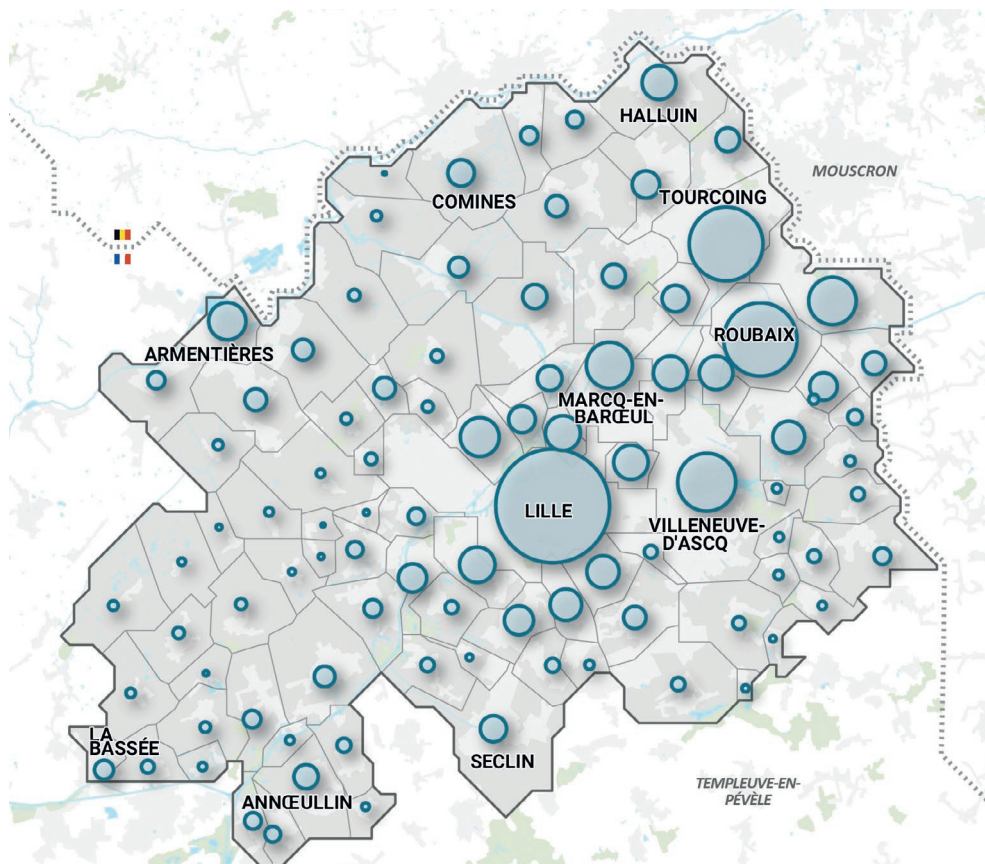 HALLUIN
MOUSCRON
COMINES
TOURCOING
ROUBAIX
ARMENTIÈRES
MARCQ-EN-
BARŒUL
LILLE
VILLENEUVE-
D'ASCQ
LA
BASSÉE
SECLIN
ANNŒULLIN
TEMPLEUVE-EN-
PÉVÈLE